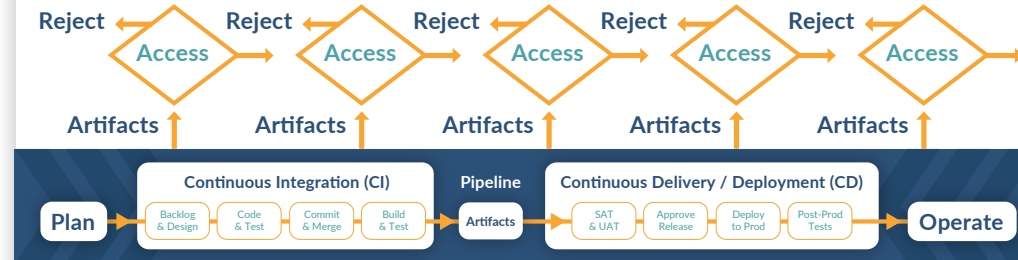 Reject
Reject
Reject
Reject
Reject
Access
Access
Access
Access
Access
Artifacts
Artifacts
Artifacts
Artifacts
Artifacts
Continuous Integration (CI)
Pipeline
Continuous Delivery / Deployment (CD)
Plan
Backlog
& Design
Code
& Test
Commit
& Merge
Build
& Test
Artifacts
SAT
& UAT
Approve
Release
Deploy
to Prod
Post-Prod
Tests
Operate